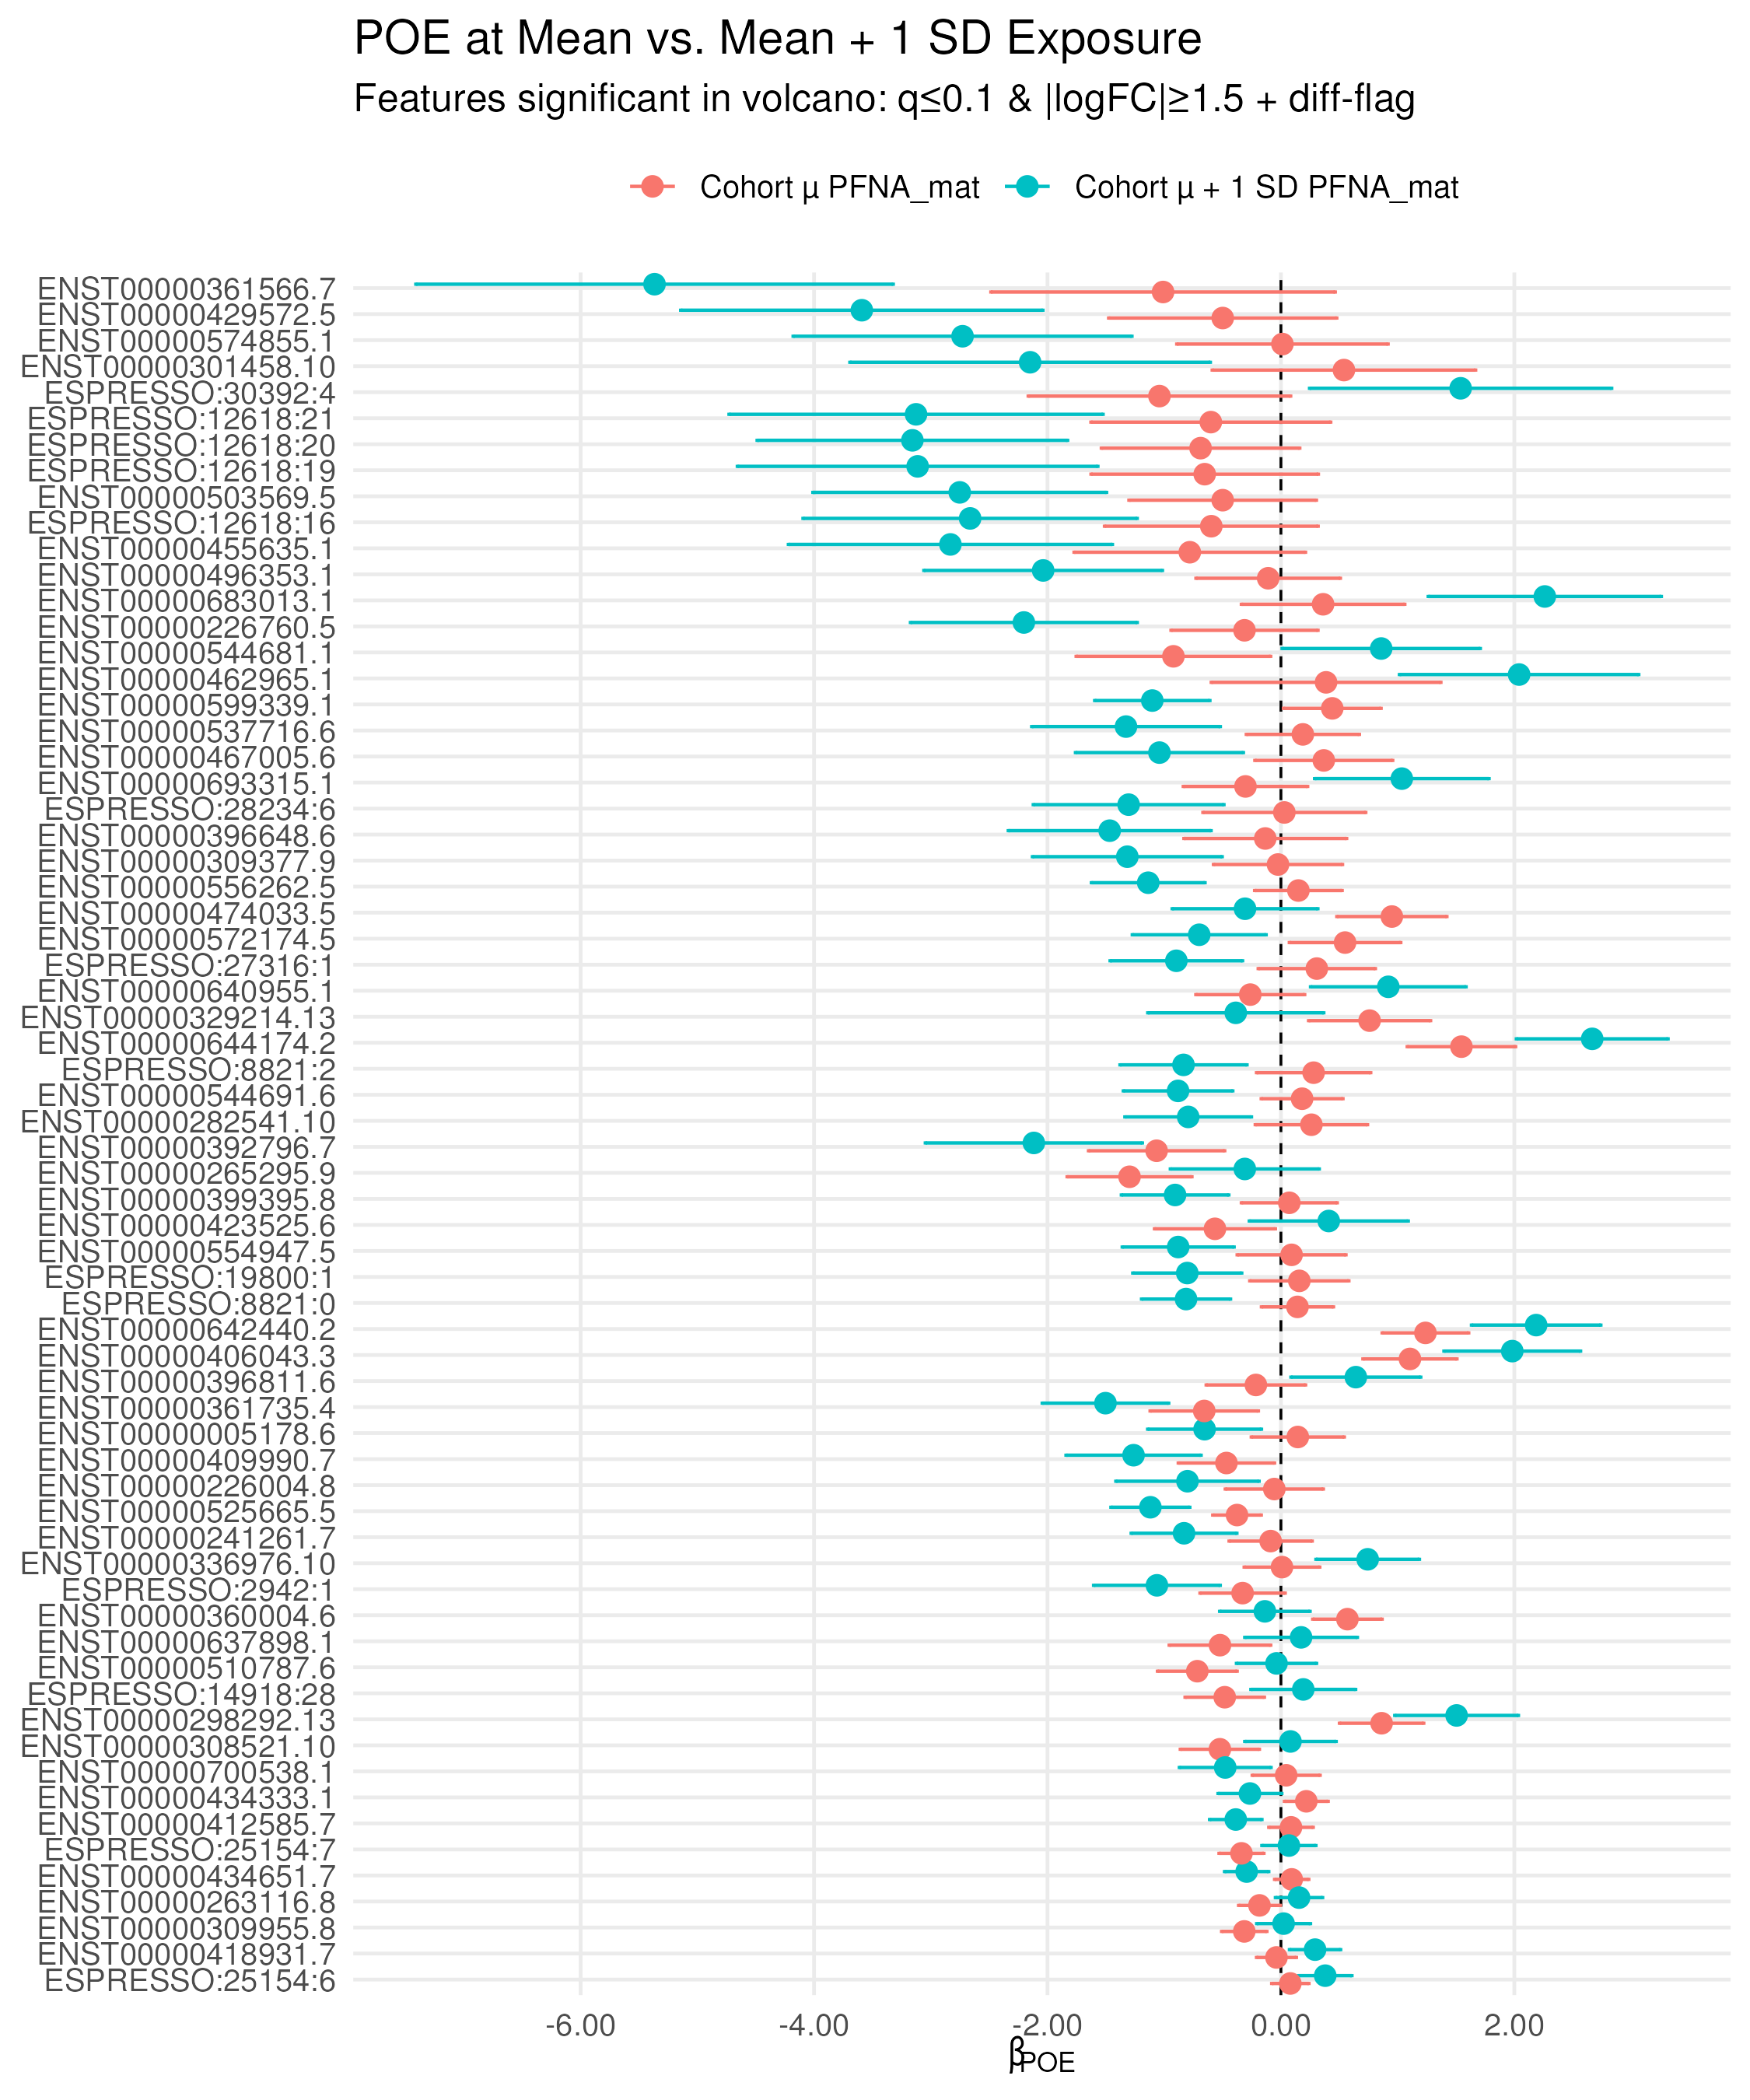 POE at Mean vs. Mean + 1 SD Exposure
Features significant in volcano: q≤0.1 & |logFC|≥1.5 + diff-flag
Cohort μ PFNA_mat Cohort μ + 1 SD PFNA_mat
ENST00000361566.7
ENST00000429572.5
ENST00000574855.1
ENST00000301458.10
ESPRESSO:30392:4
ESPRESSO:12618:21
ESPRESSO:12618:20
ESPRESSO:12618:19
ENST00000503569.5
ESPRESSO:12618:16
ENST00000455635.1
ENST00000496353.1
ENST00000683013.1
ENST00000226760.5
ENST00000544681.1
ENST00000462965.1
ENST00000599339.1
ENST00000537716.6
ENST00000467005.6
ENST00000693315.1
ESPRESSO:28234:6
ENST00000396648.6
ENST00000309377.9
ENST00000556262.5
ENST00000474033.5
ENST00000572174.5
ESPRESSO:27316:1
ENST00000640955.1
ENST00000329214.13
ENST00000644174.2
ESPRESSO:8821:2
ENST00000544691.6
ENST00000282541.10
ENST00000392796.7
ENST00000265295.9
ENST00000399395.8
ENST00000423525.6
ENST00000554947.5
ESPRESSO:19800:1
ESPRESSO:8821:0
ENST00000642440.2
ENST00000406043.3
ENST00000396811.6
ENST00000361735.4
ENST00000005178.6
ENST00000409990.7
ENST00000226004.8
ENST00000525665.5
ENST00000241261.7
ENST00000336976.10
ESPRESSO:2942:1
ENST00000360004.6
ENST00000637898.1
ENST00000510787.6
ESPRESSO:14918:28
ENST00000298292.13
ENST00000308521.10
ENST00000700538.1
ENST00000434333.1
ENST00000412585.7
ESPRESSO:25154:7
ENST00000434651.7
ENST00000263116.8
ENST00000309955.8
ENST00000418931.7
ESPRESSO:25154:6
-6.00 -4.00 -2.00 0.00 2.00
βPOE